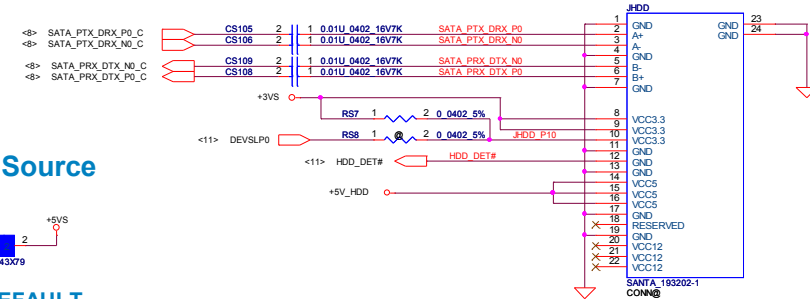 JHDD
<8> SATA_PTX_DRX_P0_C CS105 2 1 0.01U_0402_16V7K SATA_PTX_DRX_P0
<8> SATA_PTX_DRX_N0_C CS106 2 1 0.01U_0402_16V7K SATA_PTX_DRX_N0
<8> SATA_PRX_DTX_N0_C CS109 2 1 0.01U_0402_16V7K SATA_PRX_DTX_N0
<8> SATA_PRX_DTX_P0_C CS108 2 1 0.01U_0402_16V7K SATA_PRX_DTX_P0
1 GND GND 23
2 A+ GND 24
3 A-
4 GND
5 B-
6 B+
7 GND
+3VS
RS7 1 2 0_0402_5%
<11> DEVSLP0 RS8 1 @ 2 0_0402_5% JHDD_P10
<11> HDD_DET# HDD_DET#
+5V_HDD
8 VCC3.3
9 VCC3.3
10 VCC3.3
11 GND
12 GND
13 GND
14 VCC5
15 VCC5
16 VCC5
17 GND
18 RESERVED
19 GND
20 VCC12
21 VCC12
22 VCC12
SANTA_193202-1
CONN@
Source
+5VS
2 2
43X79
EFAULT